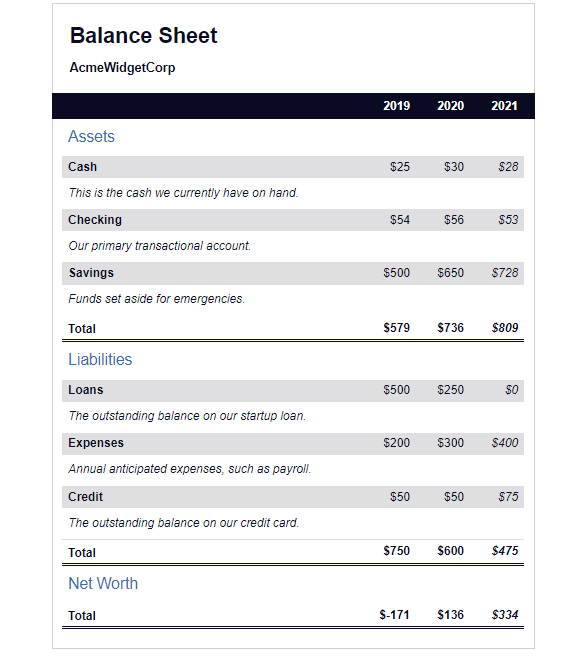 Balance Sheet
AcmeWidgetCorp
2019 2020 2021
Assets
Cash $25 $30 $28
This is the cash we currently have on hand.
Checking $54 $56 $53
Our primary transactional account.
Savings $500 $650 $728
Funds set aside for emergencies.
Total $579 $736 $809
Liabilities
Loans $500 $250 $0
The outstanding balance on our startup loan.
Expenses $200 $300 $400
Annual anticipated expenses, such as payroll.
Credit $50 $50 $75
The outstanding balance on our credit card.
Total $750 $600 $475
Net Worth
Total $-171 $136 $334